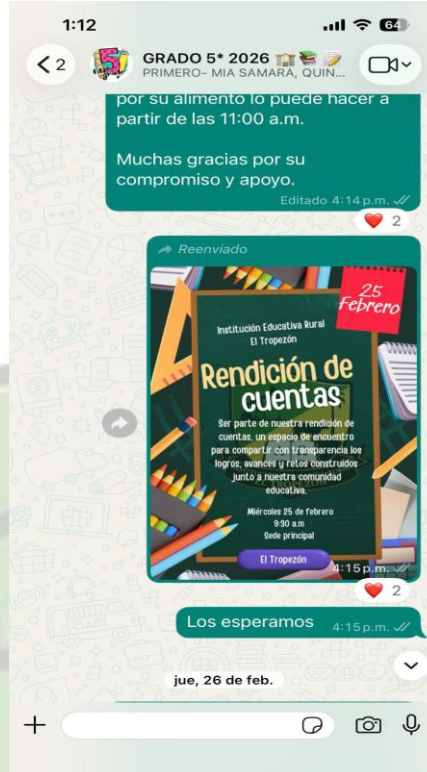 1:12
64
2
GRADO 5* 2026
PRIMERO- MIA SAMARA, QUIN...
por su alimento lo puede hacer a
partir de las 11:00 a.m.
Muchas gracias por su
compromiso y apoyo.
Editado 4:14 p.m.
2
Reenviado
25
Febrero
Institución Educativa Rural
El Tropezón
Rendición de
cuentas
Ser parte de nuestra rendición de
cuentas, un espacio de encuentro
para compartir con transparencia los
logros, avances y retos construidos
junto a nuestra comunidad
educativa.
Miércoles 25 de febrero
9:30 a.m
Sede principal
El Tropezón
4:15 p.m.
2
Los esperamos
4:15 p.m.
jue, 26 de feb.